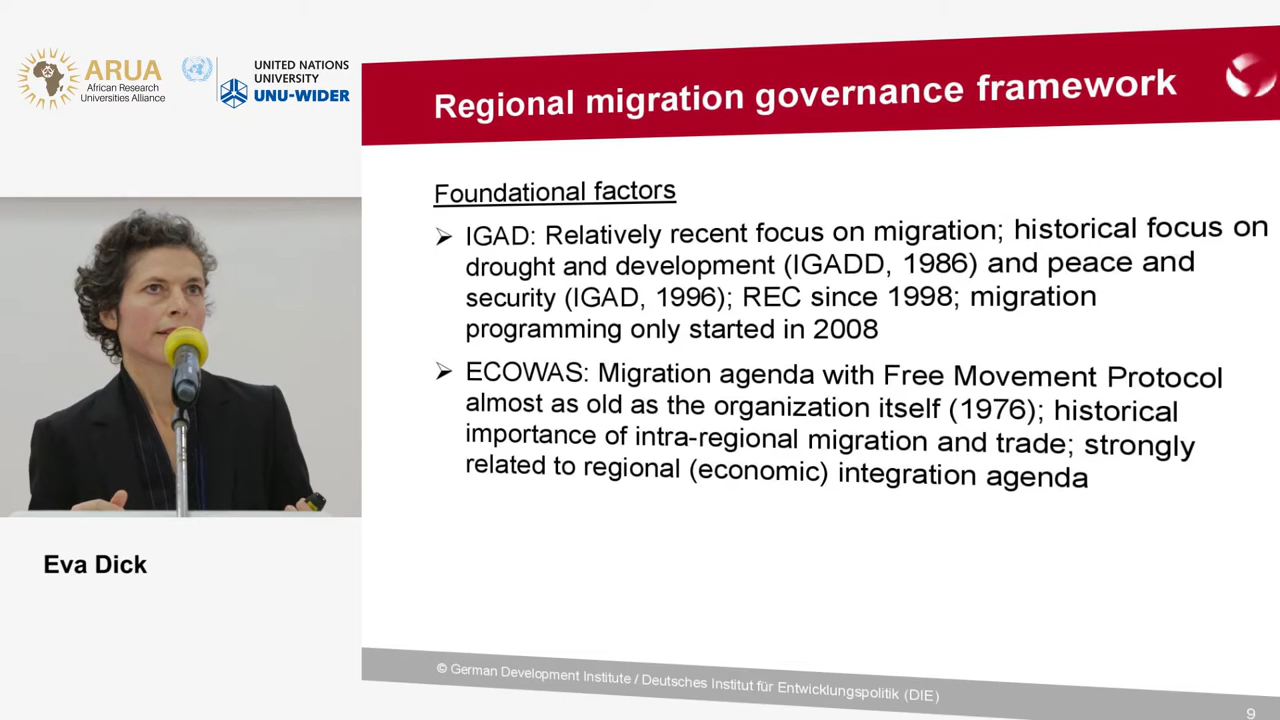 ARUA
African Research
Universities Alliance
UNITED NATIONS
UNIVERSITY
UNU-WIDER
Regional migration governance framework
Foundational factors
➢ IGAD: Relatively recent focus on migration; historical focus on
drought and development (IGADD, 1986) and peace and
security (IGAD, 1996); REC since 1998; migration
programming only started in 2008
➢ ECOWAS: Migration agenda with Free Movement Protocol
almost as old as the organization itself (1976); historical
importance of intra-regional migration and trade; strongly
related to regional (economic) integration agenda
Eva Dick
© German Development Institute / Deutsches Institut für Entwicklungspolitik (DIE)
9